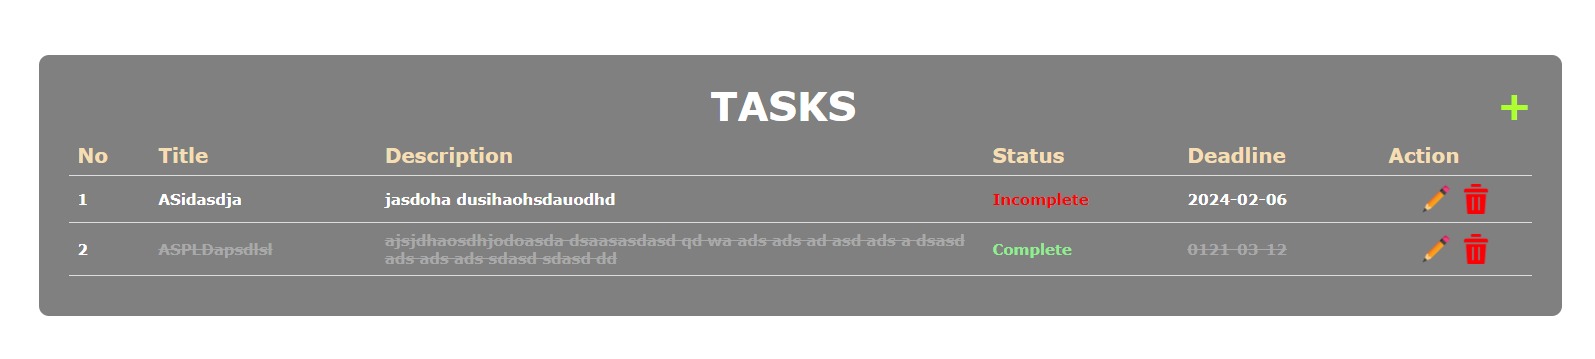 TASKS
+
No Title Description Status Deadline Action
1 ASidasdja jasdoha dusihaohsdauodhd Incomplete 2024-02-06
2 ASPLDapsdlsl ajsjdhaosdhjodoasda dsaasasdasd qd wa ads ads ad asd ads a dsasd Complete 0121-03-12
ads ads ads sdasd sdasd dd